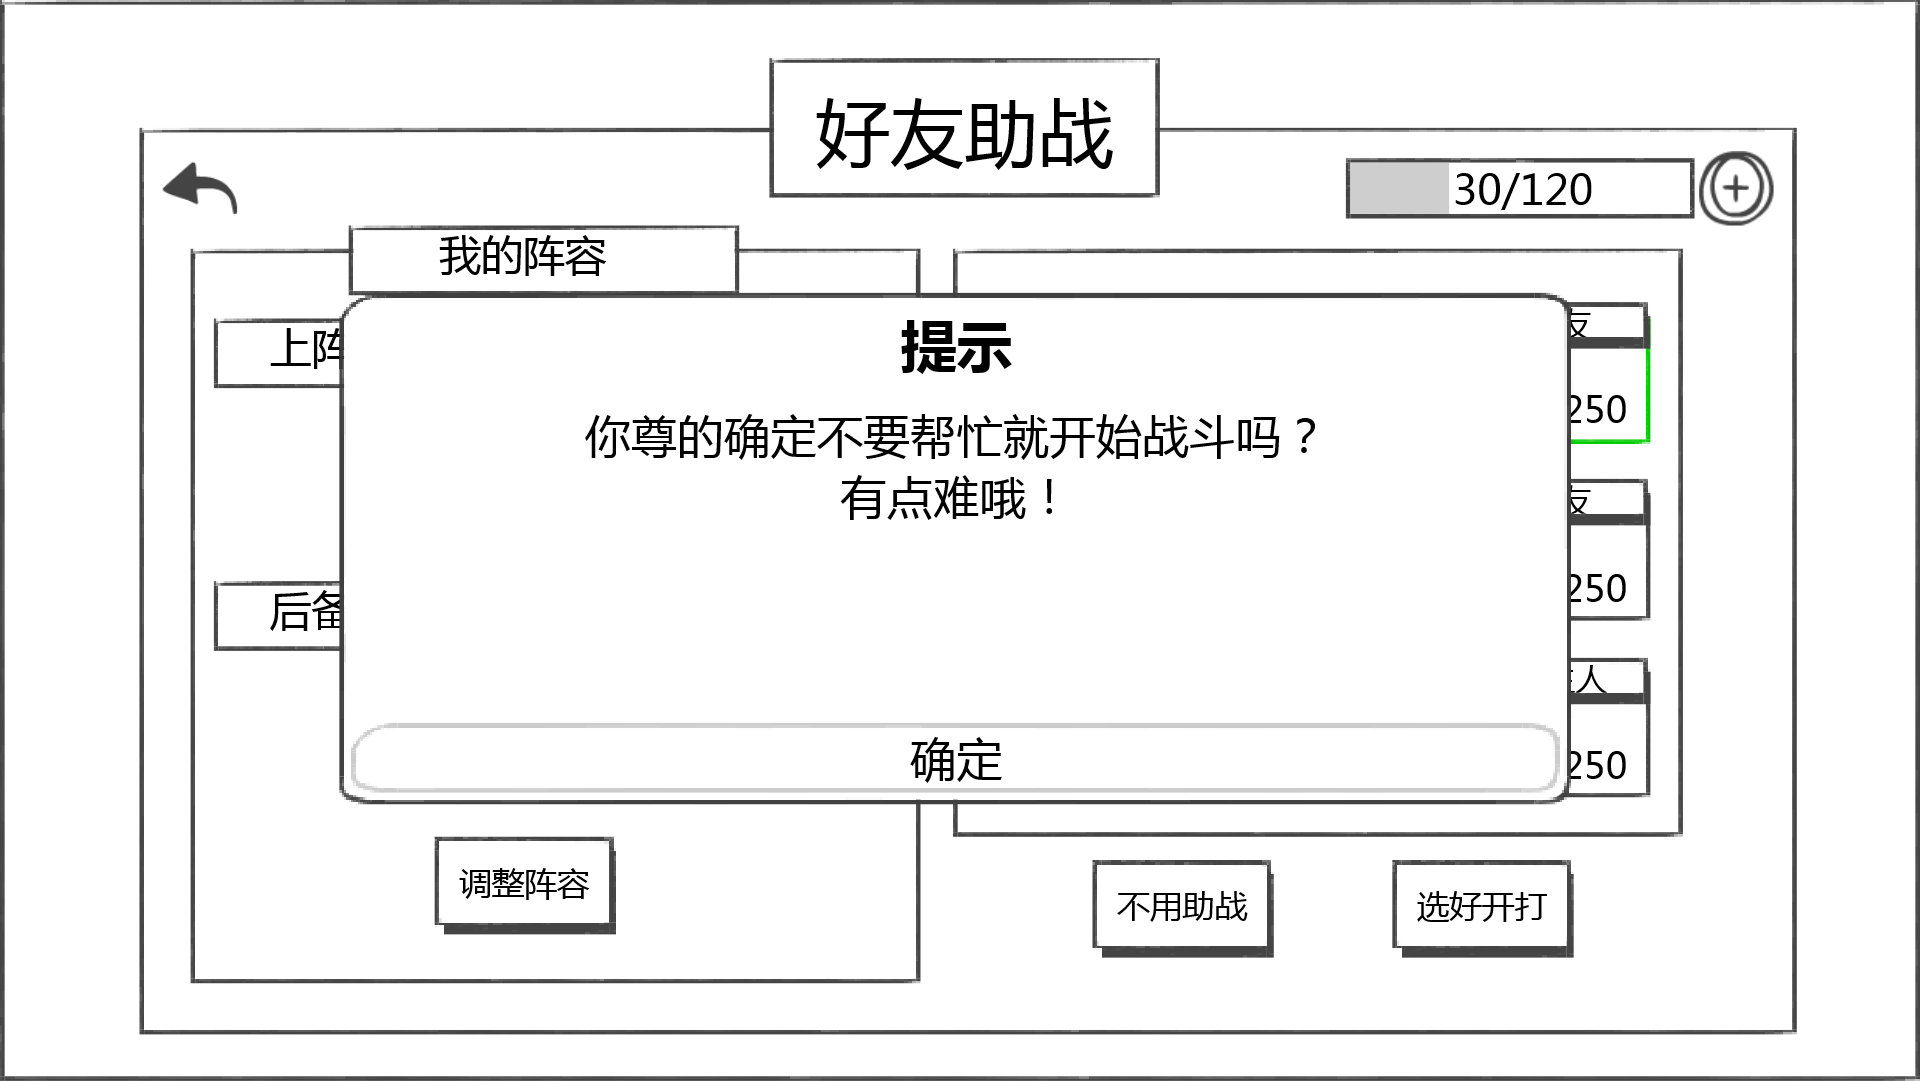 好友助战
30/120
我的阵容
上阵
友
250
提示
你尊的确定不要帮忙就开始战斗吗？
有点难哦！
友
250
后备
人
250
确定
调整阵容
不用助战
选好开打